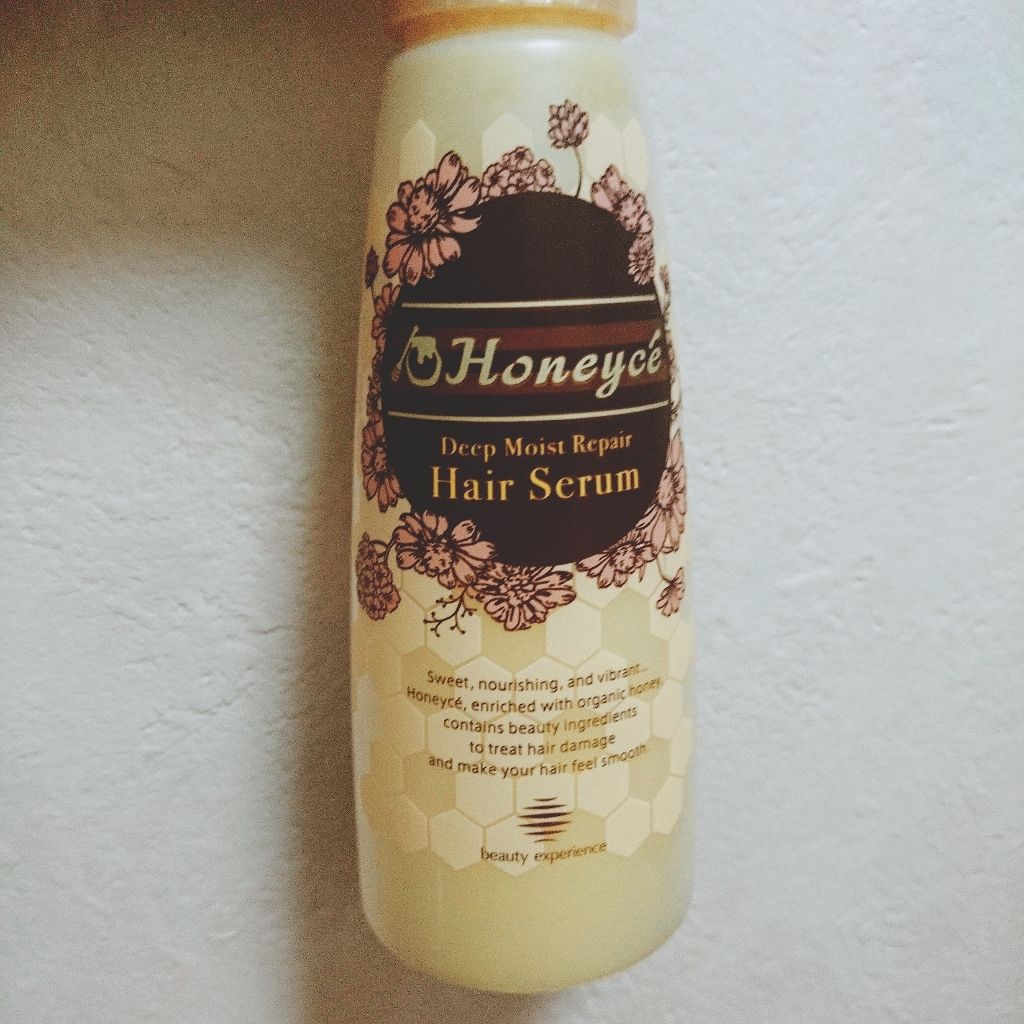 Honeycé
Deep Moist Repair
Hair Serum
Sweet, nourishing, and vibrant...
Honeycé, enriched with organic honey,
contains beauty ingredients
to treat hair damage
and make your hair feel smooth.
beauty experience